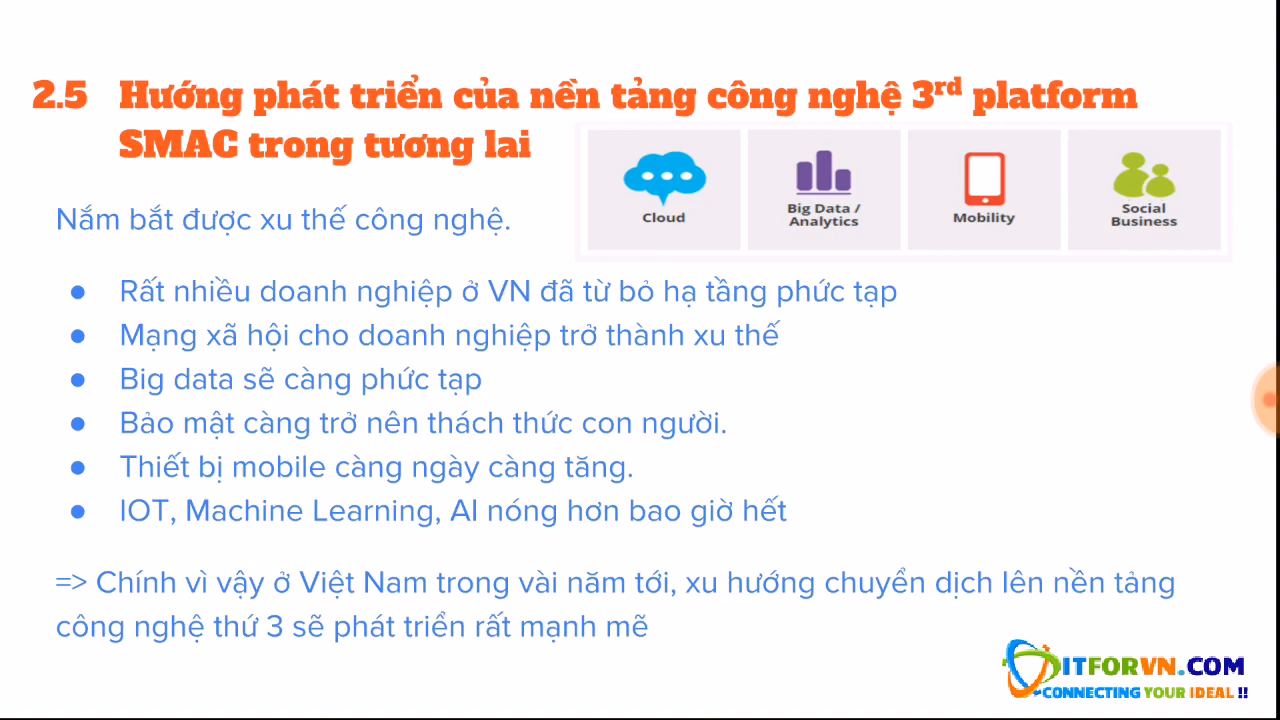 2.5 Hướng phát triển của nền tảng công nghệ 3rd platform
SMAC trong tương lai
Cloud
Big Data /
Analytics
Mobility
Social
Business
Nắm bắt được xu thế công nghệ.
● Rất nhiều doanh nghiệp ở VN đã từ bỏ hạ tầng phức tạp
● Mạng xã hội cho doanh nghiệp trở thành xu thế
● Big data sẽ càng phức tạp
● Bảo mật càng trở nên thách thức con người.
● Thiết bị mobile càng ngày càng tăng.
● IOT, Machine Learning, AI nóng hơn bao giờ hết
=> Chính vì vậy ở Việt Nam trong vài năm tới, xu hướng chuyển dịch lên nền tảng
công nghệ thứ 3 sẽ phát triển rất mạnh mẽ
ITFORVN.COM
CONNECTING YOUR IDEAL !!